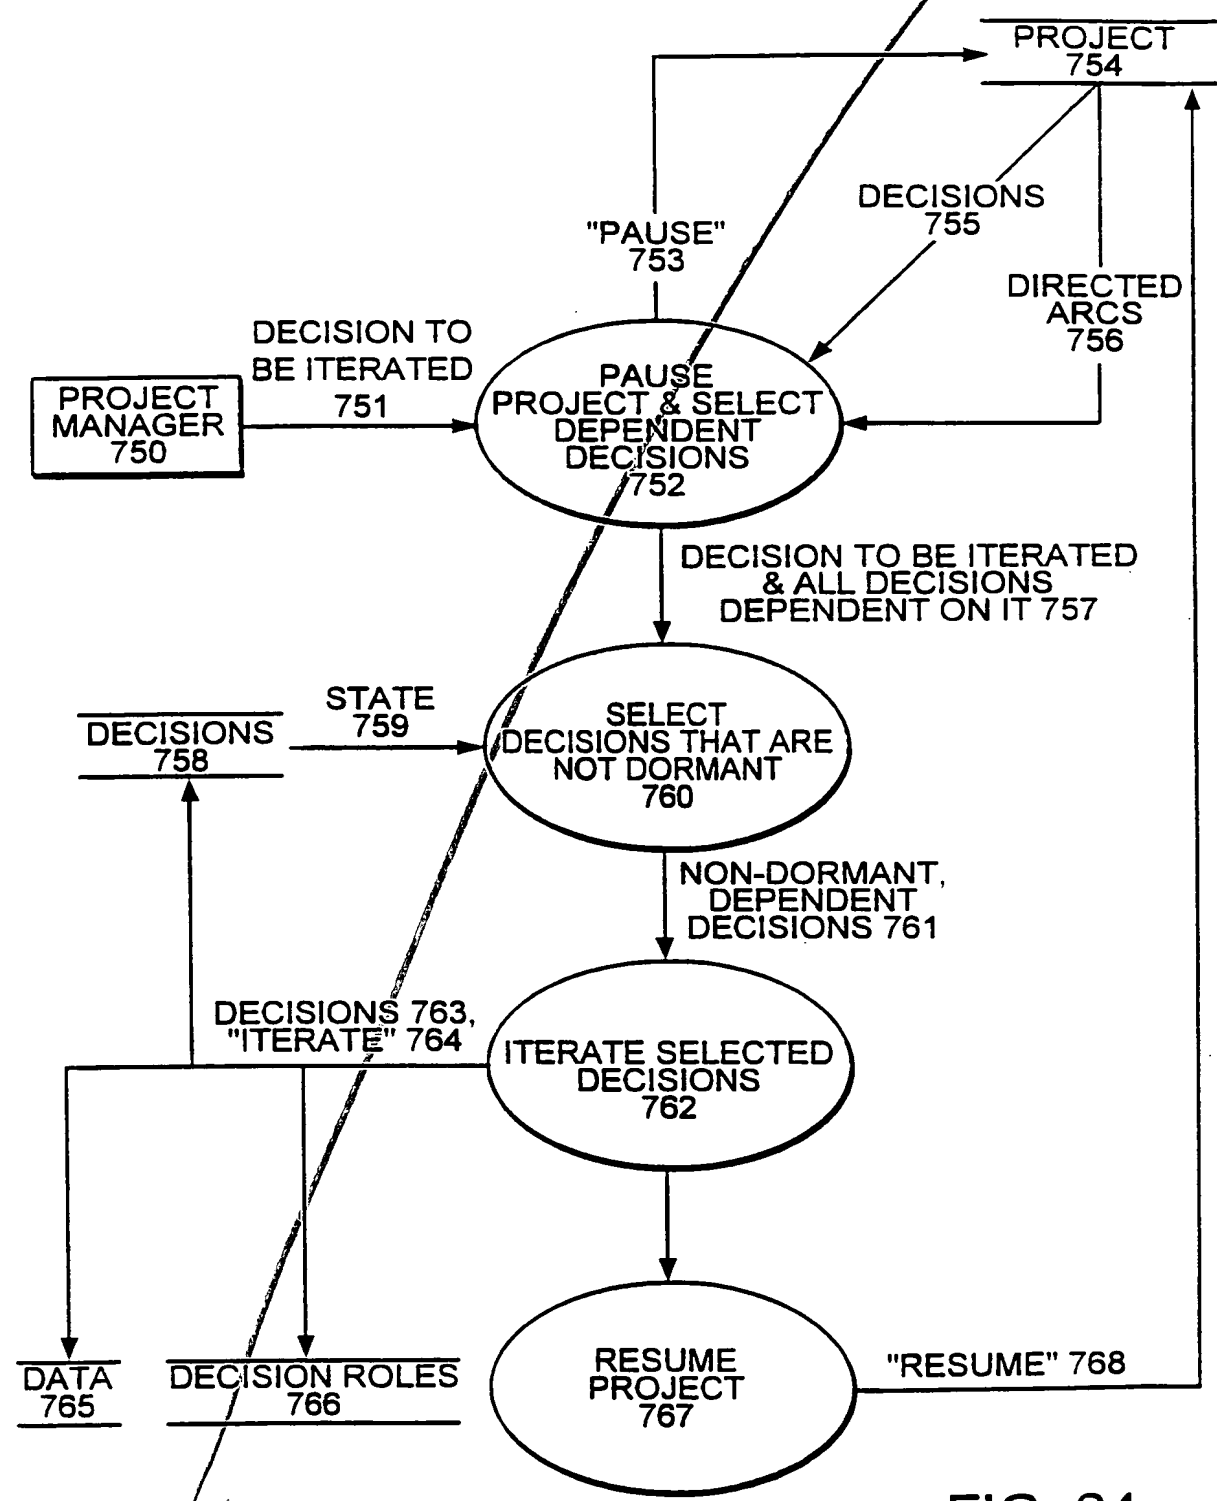 PROJECT
754
DECISIONS
755
"PAUSE"
753
DIRECTED
ARCS
756
DECISION TO
BE ITERATED
751
PROJECT
MANAGER
750
PAUSE
PROJECT & SELECT
DEPENDENT
DECISIONS
752
DECISION TO BE ITERATED
& ALL DECISIONS
DEPENDENT ON IT 757
STATE
759
DECISIONS
758
SELECT
DECISIONS THAT ARE
NOT DORMANT
760
NON-DORMANT,
DEPENDENT
DECISIONS 761
DECISIONS 763,
"ITERATE" 764
ITERATE SELECTED
DECISIONS
762
RESUME
PROJECT
767
"RESUME" 768
DATA
765
DECISION ROLES
766